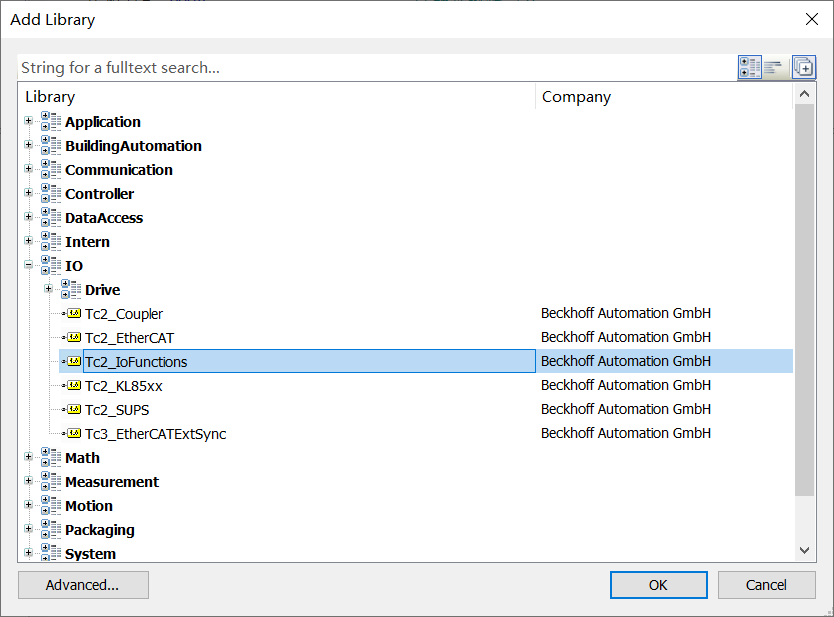 Add Library
String for a fulltext search...
Library Company
Application
BuildingAutomation
Communication
Controller
DataAccess
Intern
IO
Drive
Tc2_Coupler Beckhoff Automation GmbH
Tc2_EtherCAT Beckhoff Automation GmbH
Tc2_IoFunctions Beckhoff Automation GmbH
Tc2_KL85xx Beckhoff Automation GmbH
Tc2_SUPS Beckhoff Automation GmbH
Tc3_EtherCATExtSync Beckhoff Automation GmbH
Math
Measurement
Motion
Packaging
System
Advanced... OK Cancel